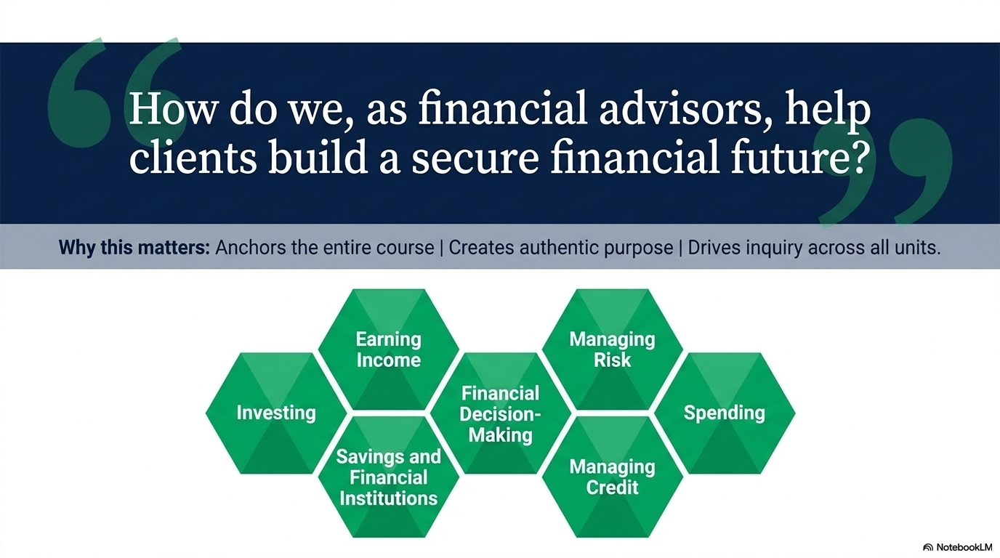 How do we, as financial advisors, help
clients build a secure financial future?
Why this matters: Anchors the entire course | Creates authentic purpose | Drives inquiry across all units.
Earning
Income
Managing
Risk
Investing
Financial
Decision-
Making
Spending
Savings and
Financial
Institutions
Managing
Credit
NotebookLM